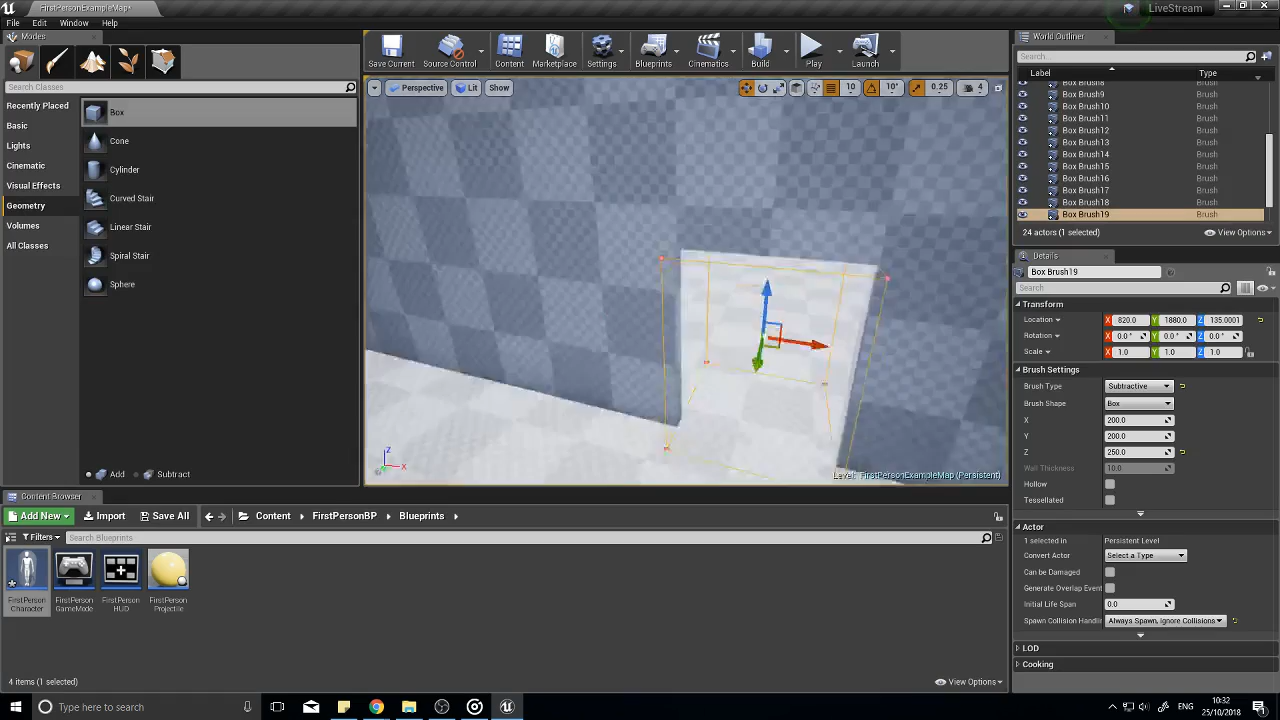 FirstPersonExampleMap*
LiveStream
File Edit Window Help
Modes
Search Classes
Recently Placed
Basic
Lights
Cinematic
Visual Effects
Geometry
Volumes
All Classes
Box
Cone
Cylinder
Curved Stair
Linear Stair
Spiral Stair
Sphere
Add Subtract
Save Current Source Control Content Marketplace Settings Blueprints Cinematics Build Play Launch
Perspective Lit Show 10 10° 0.25 4
Z
X
Level: FirstPersonExampleMap (Persistent)
World Outliner
Search...
Label Type
Box Brush8 Brush
Box Brush9 Brush
Box Brush10 Brush
Box Brush11 Brush
Box Brush12 Brush
Box Brush13 Brush
Box Brush14 Brush
Box Brush15 Brush
Box Brush16 Brush
Box Brush17 Brush
Box Brush18 Brush
Box Brush19 Brush
24 actors (1 selected) View Options
Details
Box Brush19
Search
Transform
Location X 820.0 Y 1880.0 Z 135.0001
Rotation X 0.0 ° Y 0.0 ° Z 0.0 °
Scale X 1.0 Y 1.0 Z 1.0
Brush Settings
Brush Type Subtractive
Brush Shape Box
X 200.0
Y 200.0
Z 250.0
Wall Thickness 10.0
Hollow
Tessellated
Actor
1 selected in Persistent Level
Convert Actor Select a Type
Can be Damaged
Generate Overlap Event
Initial Life Span 0.0
Spawn Collision Handli Always Spawn, Ignore Collisions
LOD
Cooking
Content Browser
Add New Import Save All Content FirstPersonBP Blueprints
Filters Search Blueprints
FirstPerson Character
FirstPerson GameMode
FirstPerson HUD
FirstPerson Projectile
4 items (1 selected) View Options
Type here to search
ENG
10:32
25/10/2018